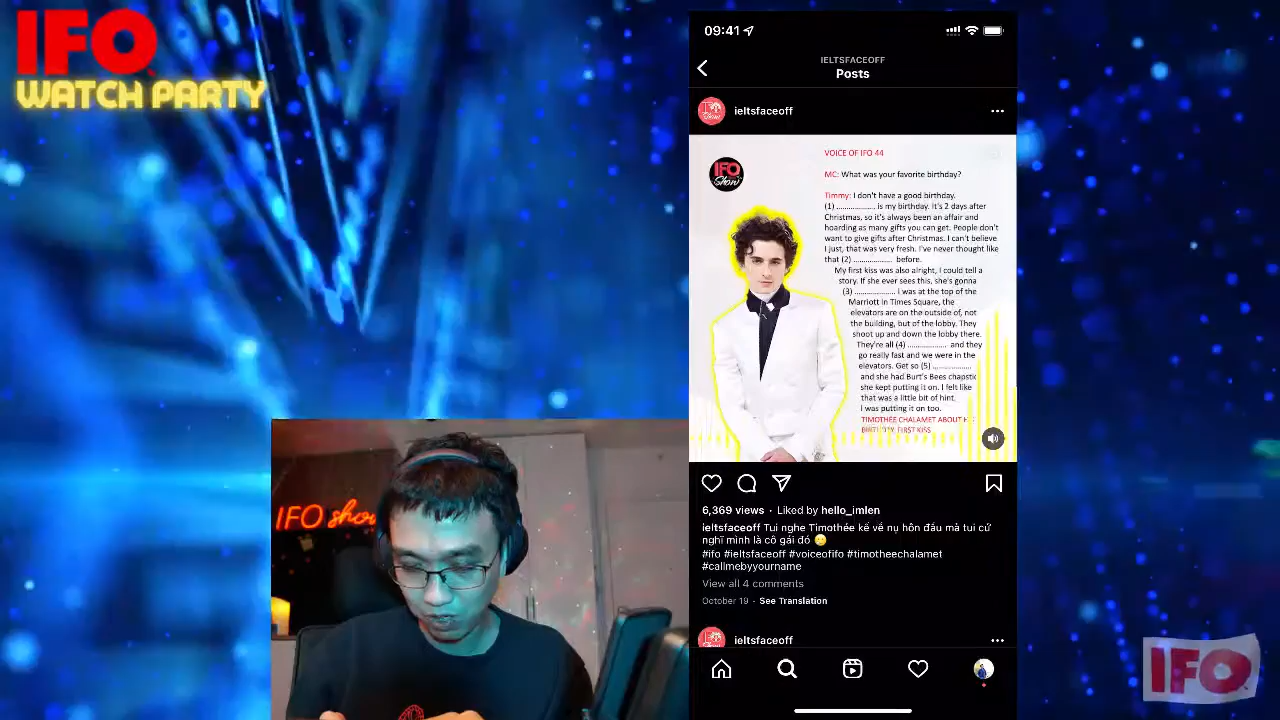 IFO
WATCH PARTY
09:41
IELTSFACEOFF
Posts
ieltsfaceoff
IFO
Show
VOICE OF IFO 44
MC: What was your favorite birthday?
Timmy: I don't have a good birthday.
(1) .................. is my birthday. It's 2 days after
Christmas, so it's always been an affair and
hoarding as many gifts you can get. People don't
want to give gifts after Christmas. I can't believe
I just, that was very fresh. I've never thought like
that (2) .................. before.
My first kiss was also alright, I could tell a
story. If she ever sees this, she's gonna
(3) .................. I was at the top of the
Marriott in Times Square, the
elevators are on the outside of, not
the building, but of the lobby. They
shoot up and down the lobby there.
They're all (4) .................. and they
go really fast and we were in the
elevators. Get so (5) ..................
and she had Burt's Bees chapstic
she kept putting it on. I felt like
that was a little bit of hint.
I was putting it on too.
TIMOTHÉE CHALAMET ABOUT
BIRTHDAY, FIRST KISS
6,369 views · Liked by hello_imlen
ieltsfaceoff Tui nghe Timothée kể về nụ hôn đầu mà tui cứ
nghĩ mình là cô gái đó
#ifo #ieltsfaceoff #voiceofifo #timotheechalamet
#callmebyyourname
View all 4 comments
October 19 · See Translation
ieltsfaceoff
IFO show
IFO